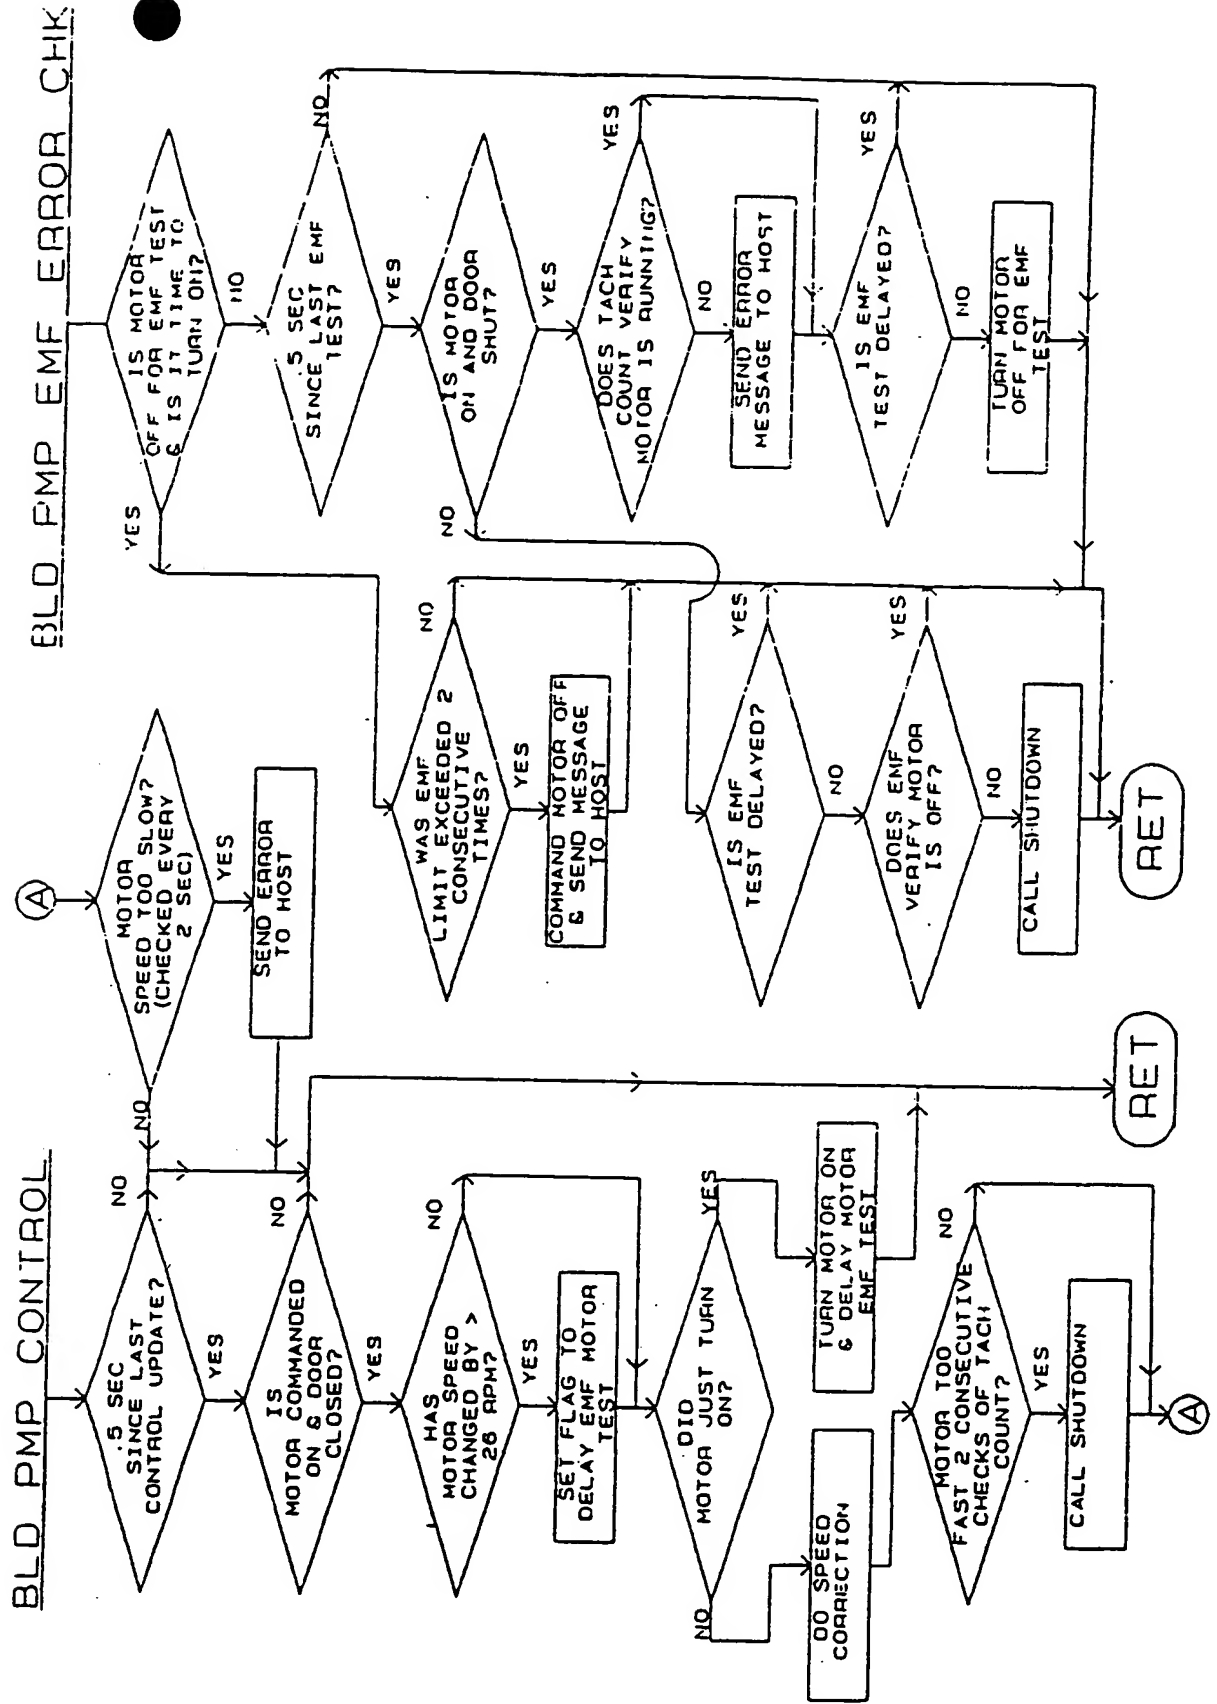 BLD PMP CONTROL
.5 SEC
SINCE LAST
CONTROL UPDATE?
NO
YES
IS
MOTOR COMMANDED
ON & DOOR
CLOSED?
NO
YES
HAS
MOTOR SPEED
CHANGED BY >
26 RPM?
NO
YES
SET FLAG TO
DELAY EMF MOTOR
TEST
DID
MOTOR JUST TURN
ON?
YES
NO
TURN MOTOR ON
& DELAY MOTOR
EMF TEST
DO SPEED
CORRECTION
MOTOR TOO
FAST 2 CONSECUTIVE
CHECKS OF TACH
COUNT?
NO
YES
CALL SHUTDOWN
A
RET
A
MOTOR
SPEED TOO SLOW?
(CHECKED EVERY
2 SEC)
NO
YES
SEND ERROR
TO HOST
BLD PMP EMF ERROR CHK
IS MOTOR
OFF FOR EMF TEST
& IS IT TIME TO
TURN ON?
YES
NO
.5 SEC
SINCE LAST EMF
TEST?
NO
YES
IS MOTOR
ON AND DOOR
SHUT?
NO
YES
DOES TACH
COUNT VERIFY
MOTOR IS RUNNING?
YES
NO
SEND ERROR
MESSAGE TO HOST
IS EMF
TEST DELAYED?
YES
NO
TURN MOTOR
OFF FOR EMF
TEST
WAS EMF
LIMIT EXCEEDED 2
CONSECUTIVE
TIMES?
NO
YES
COMMAND MOTOR OFF
& SEND MESSAGE
TO HOST
IS EMF
TEST DELAYED?
YES
NO
DOES EMF
VERIFY MOTOR
IS OFF?
YES
NO
CALL SHUTDOWN
RET